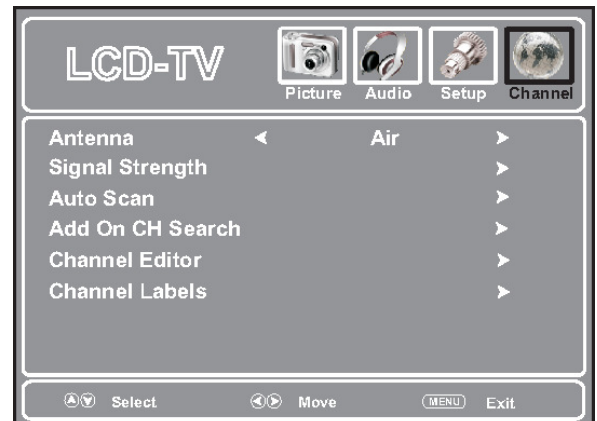 LCD-TV
Picture Audio Setup Channel
Antenna Air
Signal Strength
Auto Scan
Add On CH Search
Channel Editor
Channel Labels
Select Move MENU Exit